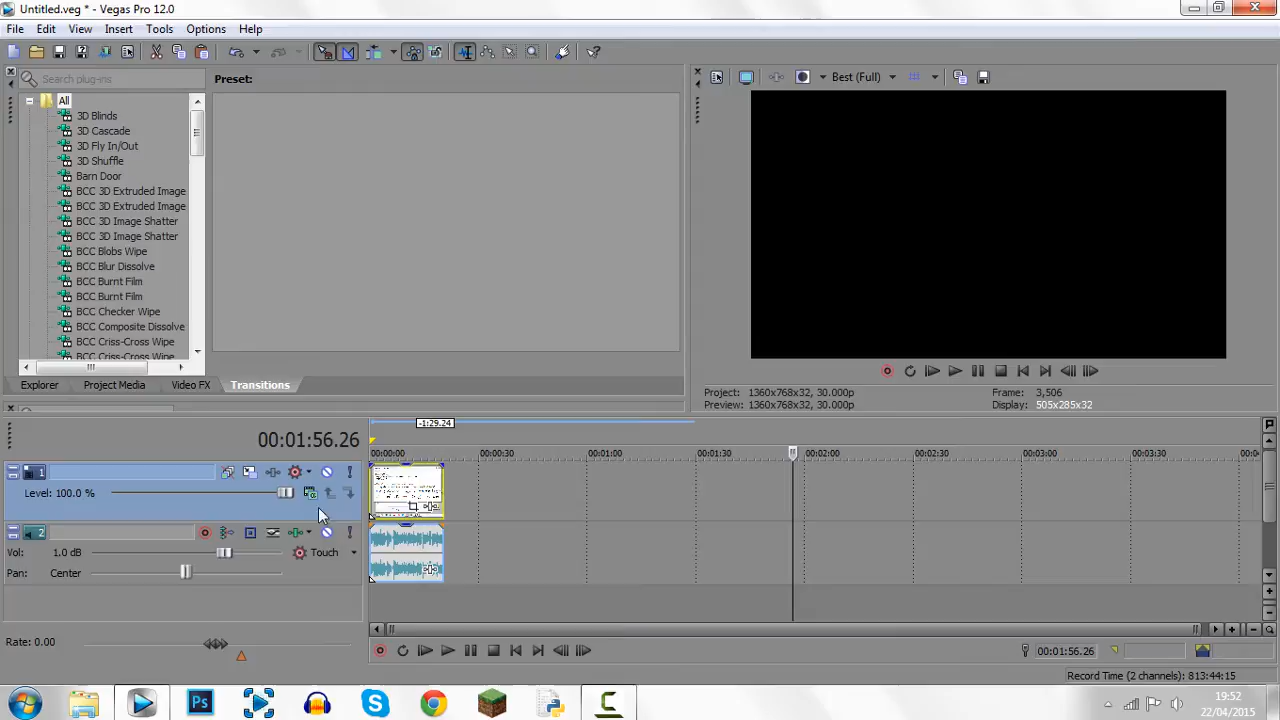 Untitled.veg * - Vegas Pro 12.0
File Edit View Insert Tools Options Help
Search plug-ins
Preset:
Best (Full)
All
3D Blinds
3D Cascade
3D Fly In/Out
3D Shuffle
Barn Door
BCC 3D Extruded Image
BCC 3D Extruded Image
BCC 3D Image Shatter
BCC 3D Image Shatter
BCC Blobs Wipe
BCC Blur Dissolve
BCC Burnt Film
BCC Burnt Film
BCC Checker Wipe
BCC Composite Dissolve
BCC Criss-Cross Wipe
BCC Criss-Cross Wipe
Explorer Project Media Video FX Transitions
Project: 1360x768x32, 30.000p Frame: 3,506
Preview: 1360x768x32, 30.000p Display: 505x285x32
-1:29.24
00:01:56.26
00:00:00 00:00:30 00:01:00 00:01:30 00:02:00 00:02:30 00:03:00 00:03:30 00:0
1
Level: 100.0 %
2
Vol: 1.0 dB Touch
Pan: Center
Rate: 0.00
00:01:56.26
Record Time (2 channels): 813:44:15
Ps
19:52
22/04/2015